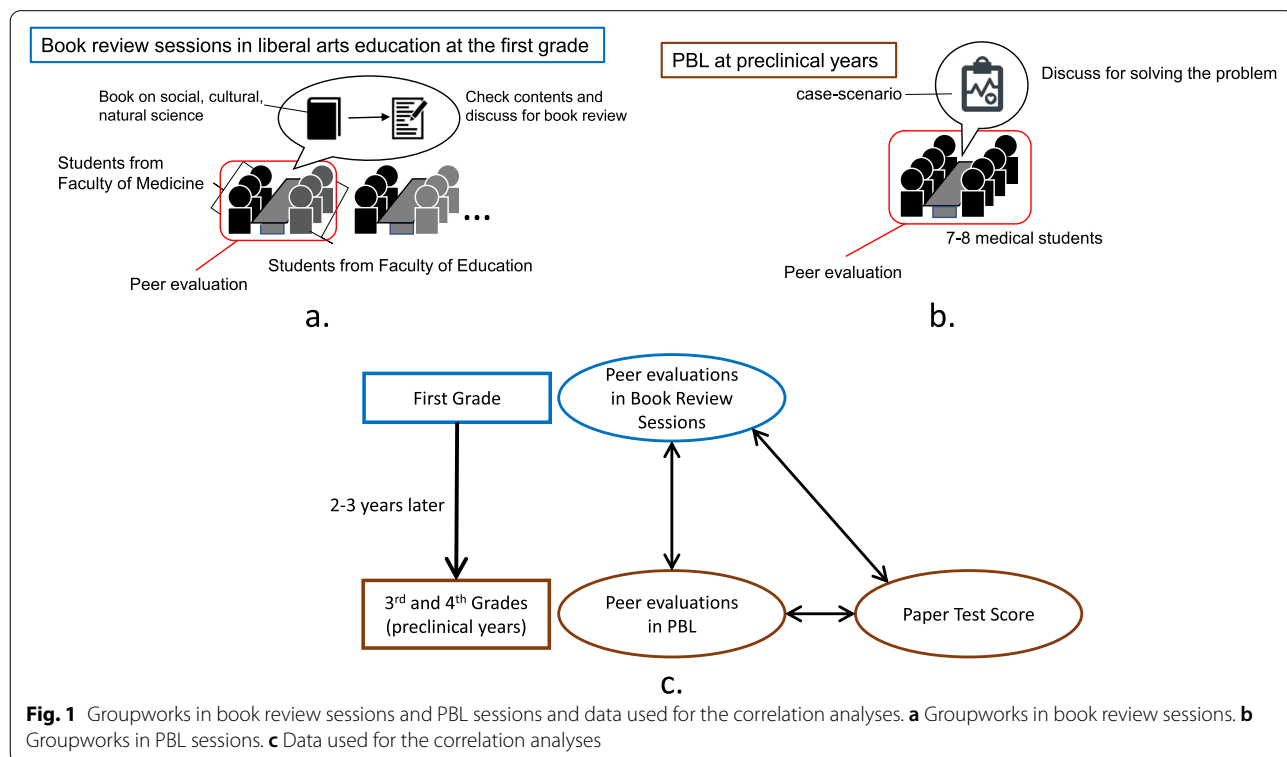 Book review sessions in liberal arts education at the first grade
Book on social, cultural,
natural science
Check contents and
discuss for book review
Students from
Faculty of Medicine
...
Students from Faculty of Education
Peer evaluation
a.
PBL at preclinical years
case-scenario
Discuss for solving the problem
7-8 medical students
Peer evaluation
b.
First Grade
Peer evaluations
in Book Review
Sessions
2-3 years later
3rd and 4th Grades
(preclinical years)
Peer evaluations
in PBL
Paper Test Score
c.
Fig. 1 Groupworks in book review sessions and PBL sessions and data used for the correlation analyses. a Groupworks in book review sessions. b
Groupworks in PBL sessions. c Data used for the correlation analyses